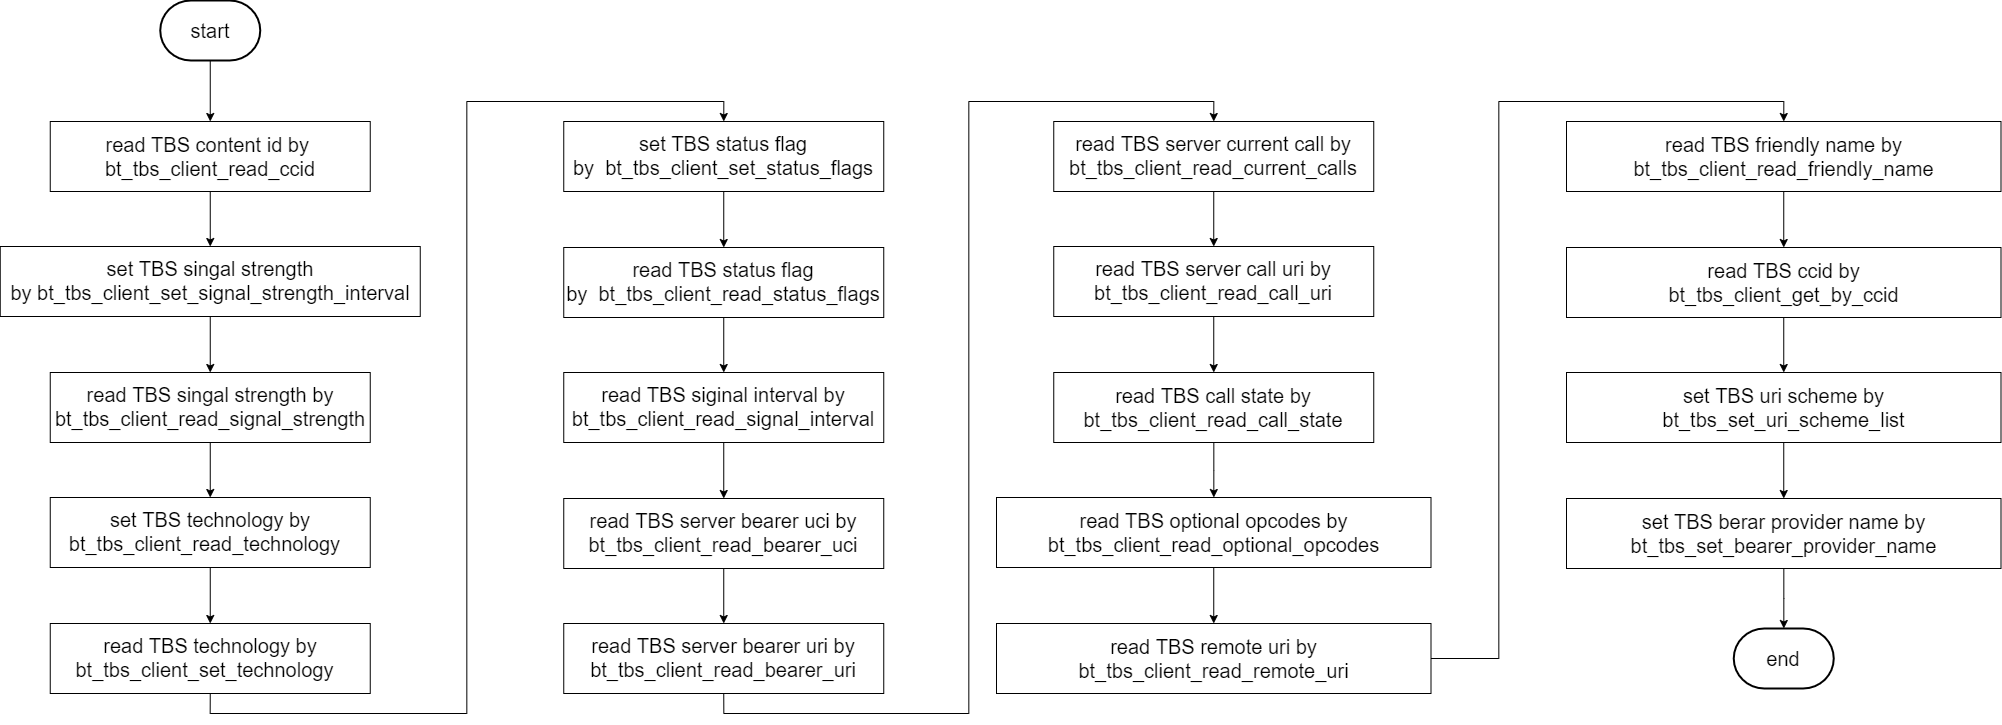 start
read TBS content id by
bt_tbs_client_read_ccid
set TBS singal strength
by bt_tbs_client_set_signal_strength_interval
read TBS singal strength by
bt_tbs_client_read_signal_strength
set TBS technology by
bt_tbs_client_read_technology
read TBS technology by
bt_tbs_client_set_technology
set TBS status flag
by bt_tbs_client_set_status_flags
read TBS status flag
by bt_tbs_client_read_status_flags
read TBS siginal interval by
bt_tbs_client_read_signal_interval
read TBS server bearer uci by
bt_tbs_client_read_bearer_uci
read TBS server bearer uri by
bt_tbs_client_read_bearer_uri
read TBS server current call by
bt_tbs_client_read_current_calls
read TBS server call uri by
bt_tbs_client_read_call_uri
read TBS call state by
bt_tbs_client_read_call_state
read TBS optional opcodes by
bt_tbs_client_read_optional_opcodes
read TBS remote uri by
bt_tbs_client_read_remote_uri
read TBS friendly name by
bt_tbs_client_read_friendly_name
read TBS ccid by
bt_tbs_client_get_by_ccid
set TBS uri scheme by
bt_tbs_set_uri_scheme_list
set TBS berar provider name by
bt_tbs_set_bearer_provider_name
end